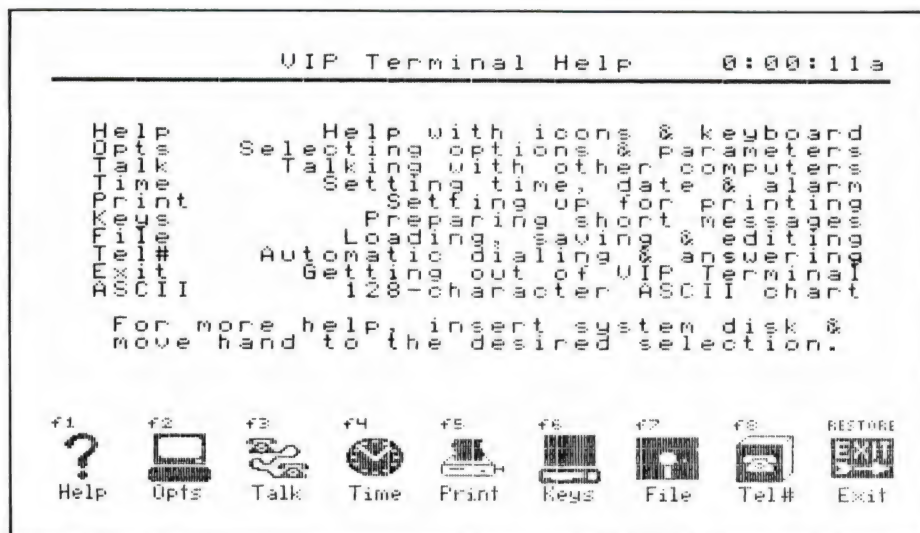 VIP Terminal Help 0:00:11a
Help Help with icons & keyboard
Opts Selecting options & parameters
Talk Talking with other computers
Time Setting time, date & alarm
Print Setting up for printing
Keys Preparing short messages
File Loading, saving & editing
Tel# Automatic dialing & answering
Exit Getting out of VIP Terminal
ASCII 128-character ASCII chart
For more help, insert system disk &
move hand to the desired selection.
f1 f2 f3 f4 f5 f6 f7 f8 RESTORE
EXIT
Help Opts Talk Time Print Keys File Tel# Exit